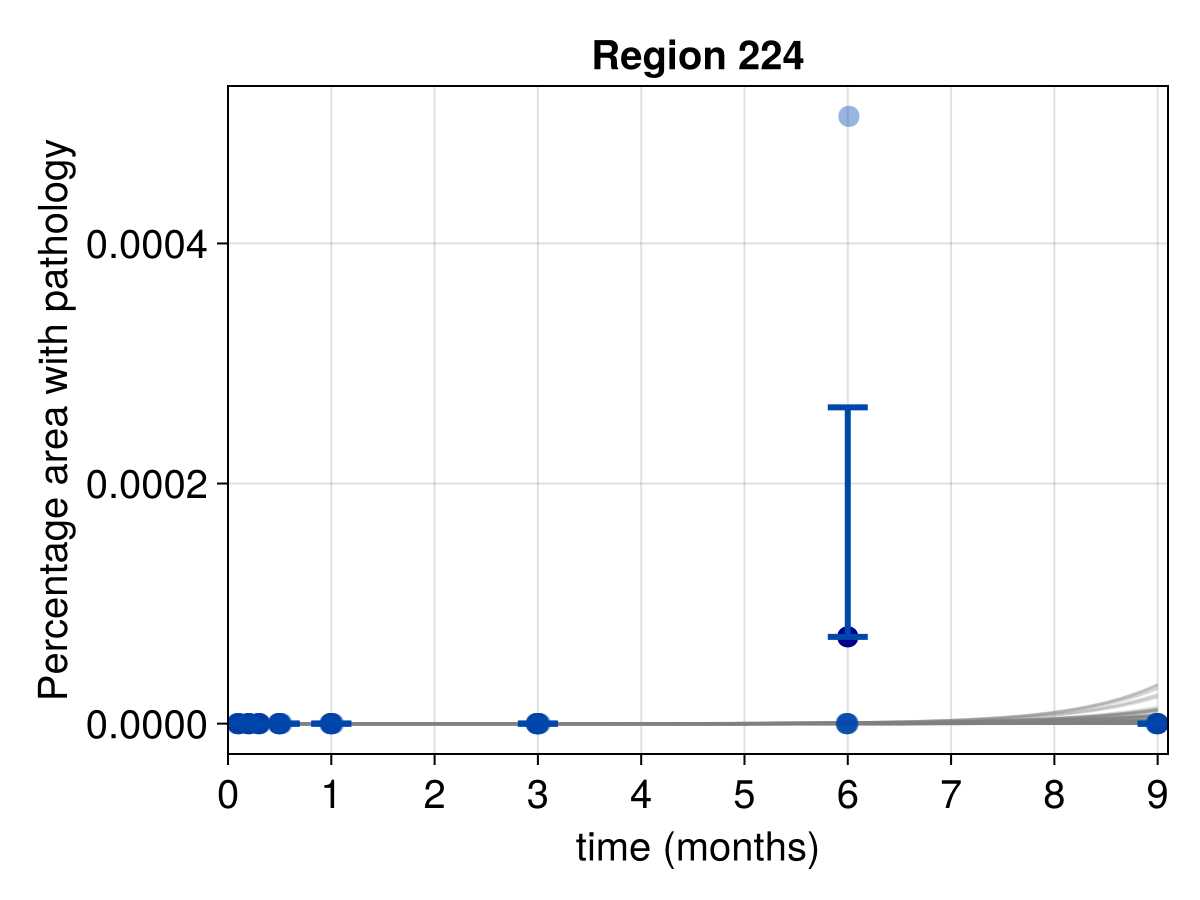 Region 224
Percentage area with pathology
0.0004
0.0002
0.0000
0 1 2 3 4 5 6 7 8 9
time (months)